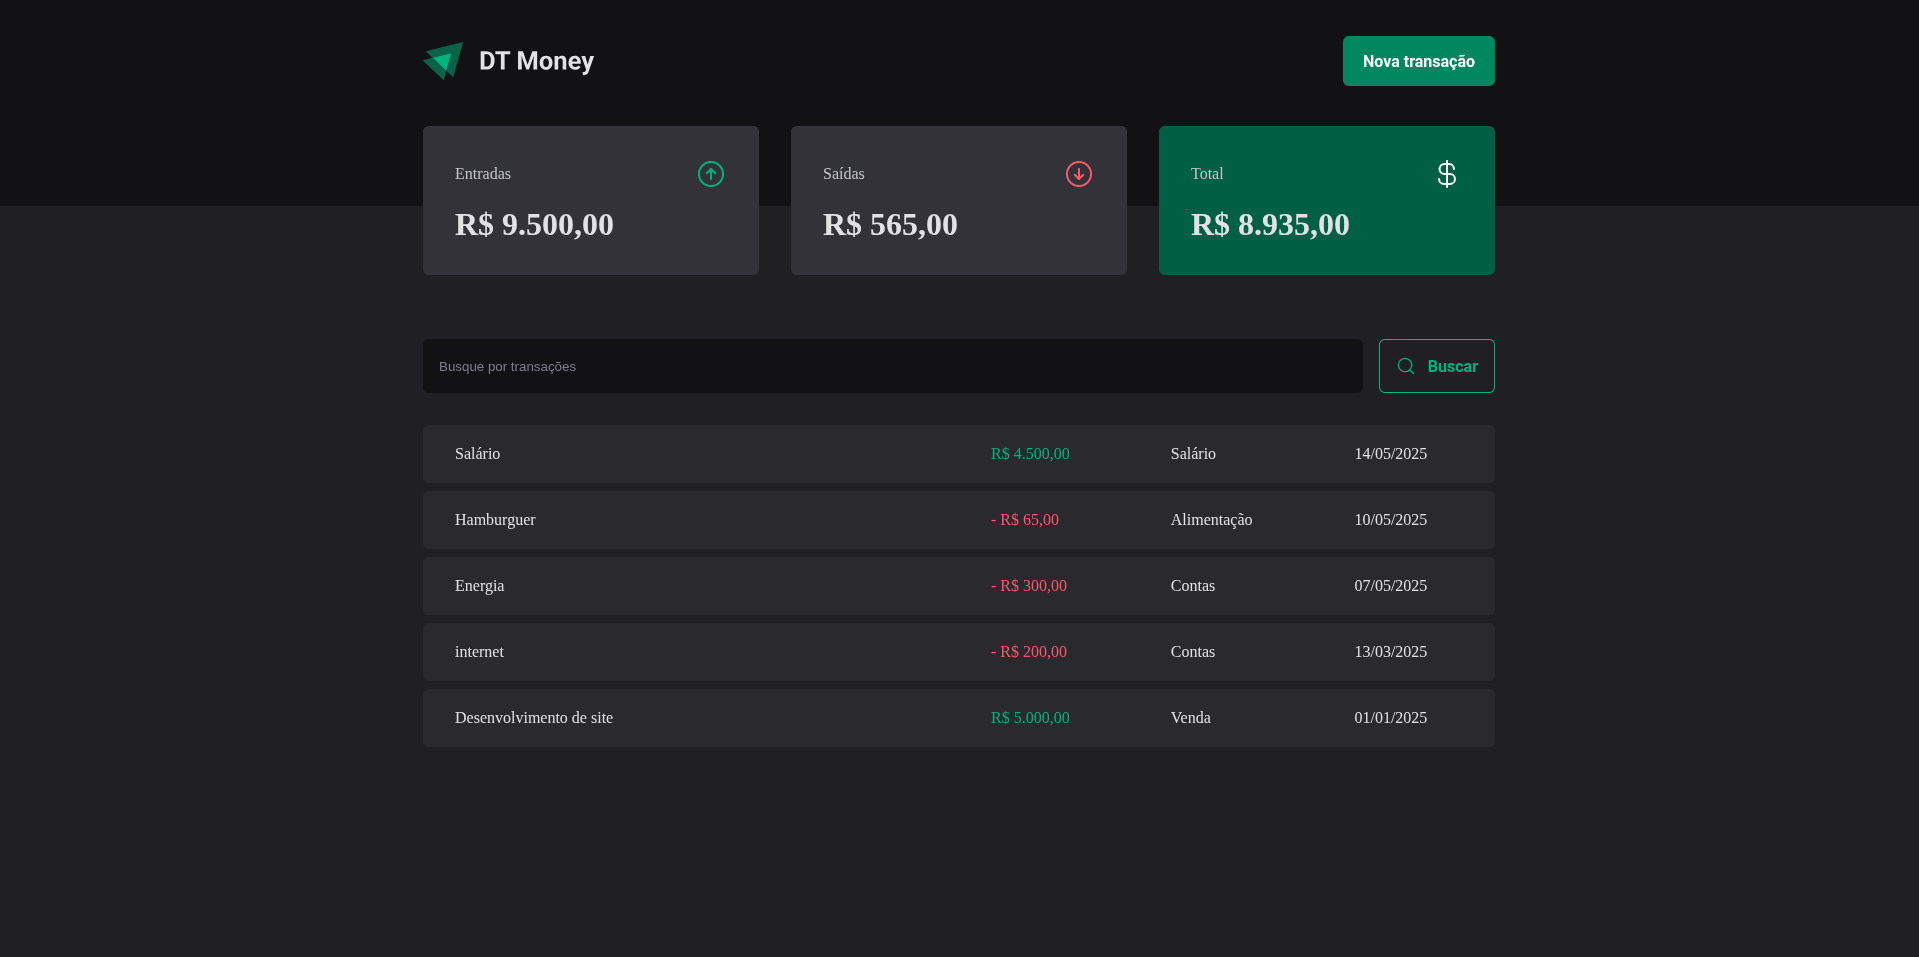 DT Money
Nova transação
Entradas
R$ 9.500,00
Saídas
R$ 565,00
Total
R$ 8.935,00
Busque por transações
Buscar
Salário R$ 4.500,00 Salário 14/05/2025
Hamburguer - R$ 65,00 Alimentação 10/05/2025
Energia - R$ 300,00 Contas 07/05/2025
internet - R$ 200,00 Contas 13/03/2025
Desenvolvimento de site R$ 5.000,00 Venda 01/01/2025